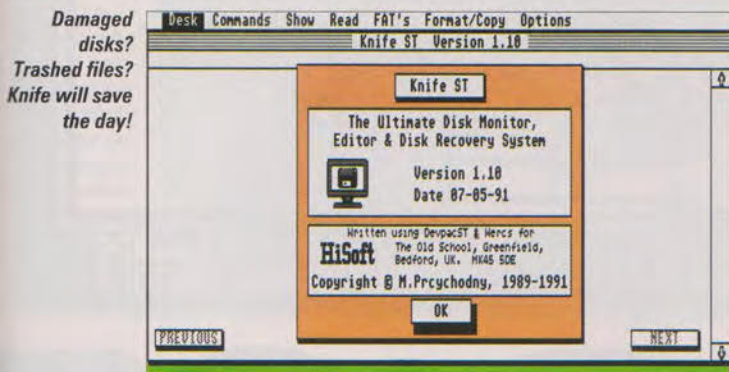 Damaged
disks?
Trashed files?
Knife will save
the day!
Desk Commands Show Read FAT's Format/Copy Options
Knife ST Version 1.10
Knife ST
The Ultimate Disk Monitor,
Editor & Disk Recovery System
Version 1.10
Date 07-05-91
Written using DevpacST & Wercs for
HiSoft The Old School, Greenfield,
Bedford, UK. MK45 5DE
Copyright © M.Prcychodny, 1989-1991
OK
PREVIOUS NEXT